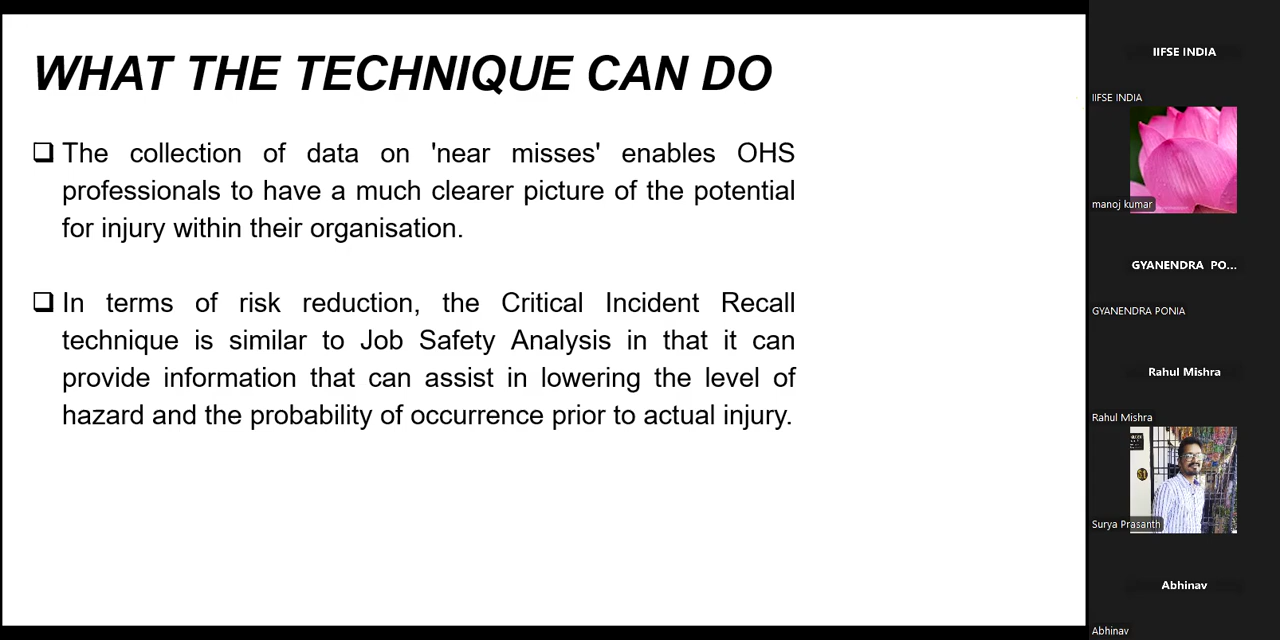 WHAT THE TECHNIQUE CAN DO
The collection of data on 'near misses' enables OHS
professionals to have a much clearer picture of the potential
for injury within their organisation.
In terms of risk reduction, the Critical Incident Recall
technique is similar to Job Safety Analysis in that it can
provide information that can assist in lowering the level of
hazard and the probability of occurrence prior to actual injury.
IIFSE INDIA
IIFSE INDIA
manoj kumar
GYANENDRA PO...
GYANENDRA PONIA
Rahul Mishra
Rahul Mishra
Surya Prasanth
Abhinav
Abhinav